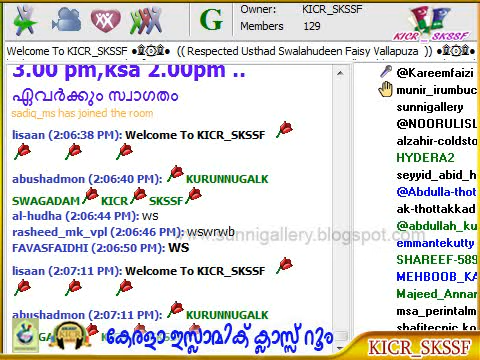 Owner: KICR_SKSSF
Members 129
KICR_SKSSF
Welcome To KICR_SKSSF ●۩۞۩● (( Respected Usthad Swalahudeen Faisy Vallapuza ))
3.00 pm,ksa 2.00pm ..
ഏവർക്കും സ്വാഗതം
sadiq_ms has joined the room
lisaan (2:06:38 PM): Welcome To KICR_SKSSF
abushadmon (2:06:40 PM): KURUNNUGALK
SWAGADAM KICR SKSSF
al-hudha (2:06:44 PM): ws
rasheed_mk_vpl (2:06:46 PM): wswrwb
FAVASFAIDHI (2:06:50 PM): WS
lisaan (2:07:11 PM): Welcome To KICR_SKSSF
abushadmon (2:07:11 PM): KURUNNUGALK
www.sunnigallery.blogspot.com
@Kareemfaizi
munir_irumbuc
sunnigallery
@NOORULISL
alzahir-coldsto
HYDERA2
seyyid_abid_h
@Abdulla-thot
ak-thottakkad
@abdullah_ku
emmantekutty
SHAREEF-589
MEHBOOB_KA
Majeed_Annar
msa_perintalm
shafitecnic_ko
കേരളാ ഇസ്ലാമിക് ക്ലാസ്സ് റൂം
KICR_SKSSF